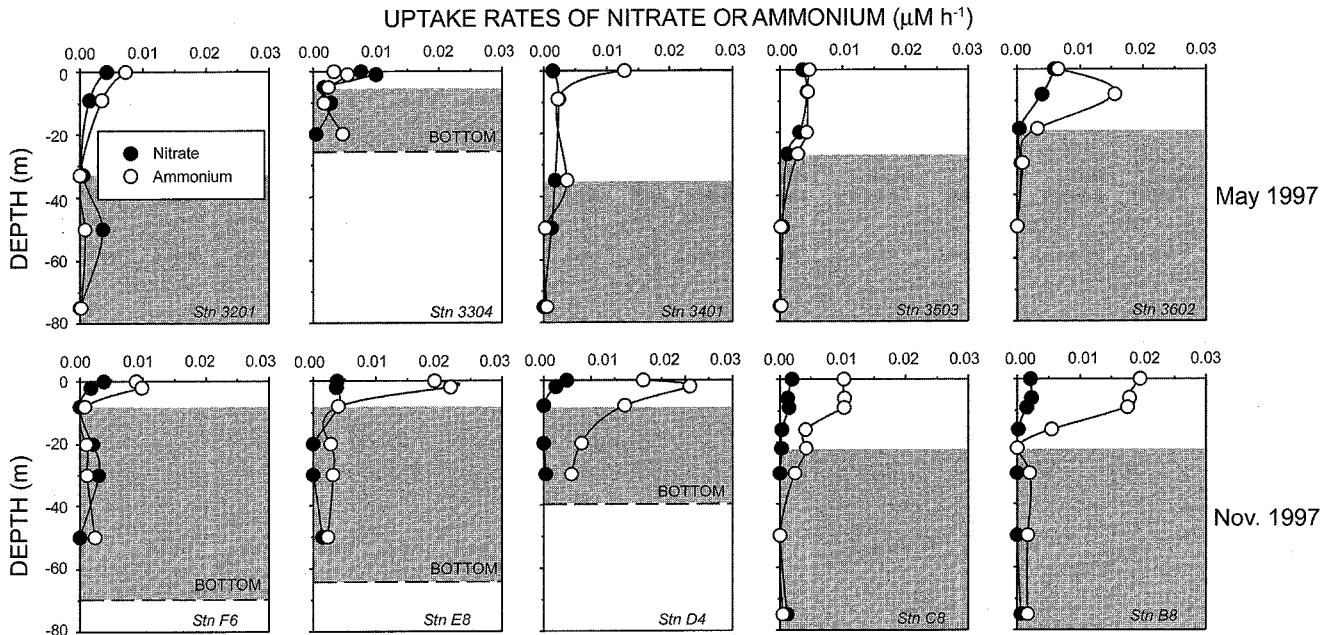 UPTAKE RATES OF NITRATE OR AMMONIUM (μM h-1)
0.00 0.01 0.02 0.03 0.00 0.01 0.02 0.03 0.00 0.01 0.02 0.03 0.00 0.01 0.02 0.03 0.00 0.01 0.02 0.03
DEPTH (m)
0
-20
-40
-60
-80
Nitrate
Ammonium
BOTTOM
Stn 3201
Stn 3304
Stn 3401
Stn 3503
Stn 3602
May 1997
0.00 0.01 0.02 0.03 0.00 0.01 0.02 0.03 0.00 0.01 0.02 0.03 0.00 0.01 0.02 0.03 0.00 0.01 0.02 0.03
DEPTH (m)
0
-20
-40
-60
-80
BOTTOM
Stn F6
BOTTOM
Stn E8
BOTTOM
Stn D4
Stn C8
Stn B8
Nov. 1997